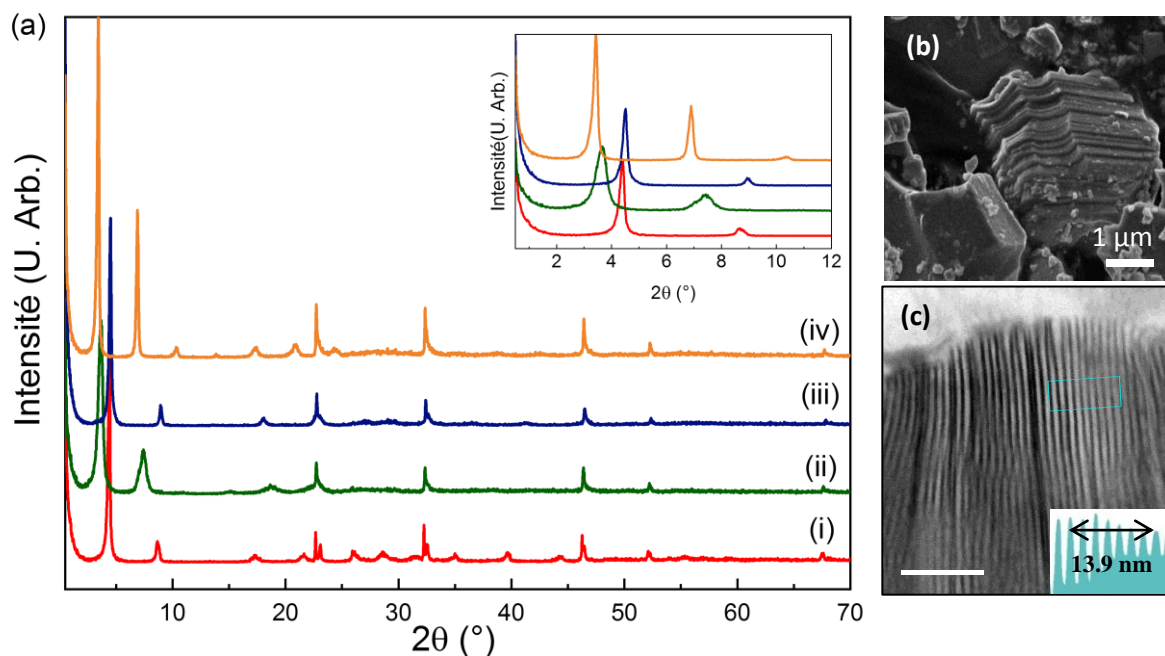 (a)
Intensité (U. Arb.)
2θ (°)
10
20
30
40
50
60
70
(iv)
(iii)
(ii)
(i)
Intensité(U. Arb.)
2
4
6
8
10
12
2θ (°)
(b)
1 µm
(c)
13.9 nm